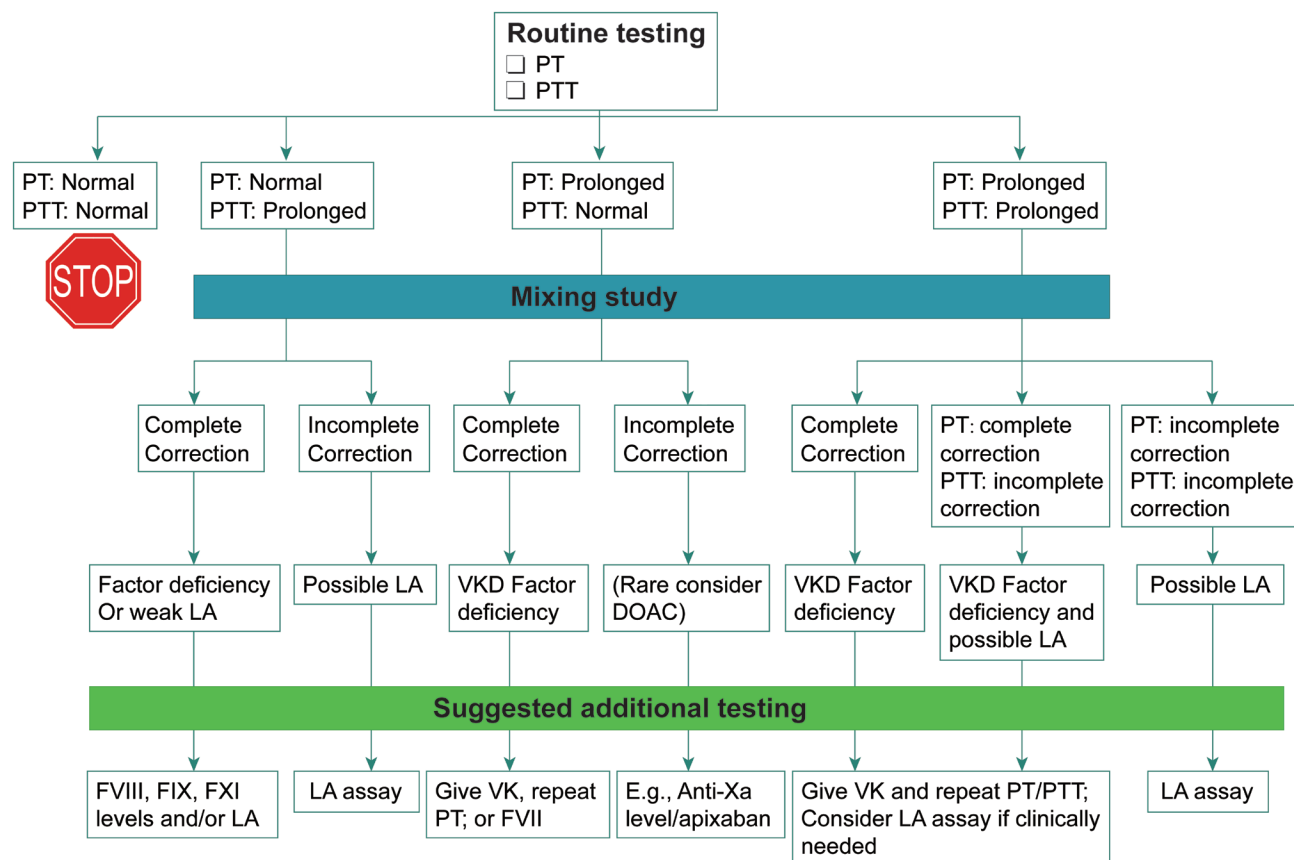 Routine testing
❏ PT
❏ PTT
PT: Normal
PTT: Normal
PT: Normal
PTT: Prolonged
PT: Prolonged
PTT: Normal
PT: Prolonged
PTT: Prolonged
STOP
Mixing study
Complete
Correction
Incomplete
Correction
Complete
Correction
Incomplete
Correction
Complete
Correction
PT: complete
correction
PTT: incomplete
correction
PT: incomplete
correction
PTT: incomplete
correction
Factor deficiency
Or weak LA
Possible LA
VKD Factor
deficiency
(Rare consider
DOAC)
VKD Factor
deficiency
VKD Factor
deficiency and
possible LA
Possible LA
Suggested additional testing
FVIII, FIX, FXI
levels and/or LA
LA assay
Give VK, repeat
PT; or FVII
E.g., Anti-Xa
level/apixaban
Give VK and repeat PT/PTT;
Consider LA assay if clinically
needed
LA assay